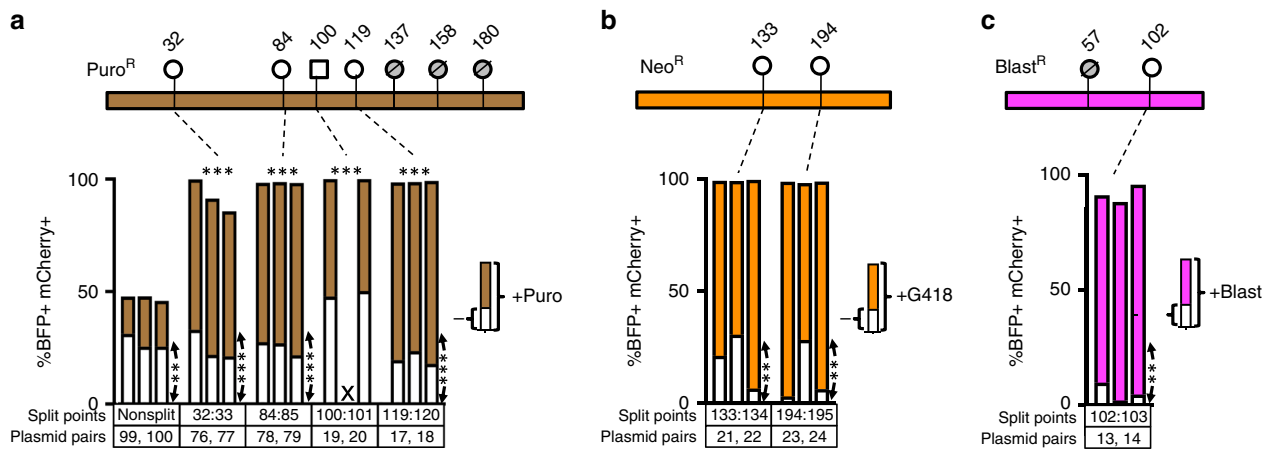 a
32 84 100 119 137 158 180
Puro^R
100
50
0
%BFP+ mCherry+
*** *** *** ***
** *** *** X ***
+Puro
–
Split points Nonsplit 32:33 84:85 100:101 119:120
Plasmid pairs 99, 100 76, 77 78, 79 19, 20 17, 18
b
133 194
Neo^R
100
50
0
%BFP+ mCherry+
** **
+G418
–
Split points 133:134 194:195
Plasmid pairs 21, 22 23, 24
c
57 102
Blast^R
100
50
0
%BFP+ mCherry+
**
+Blast
–
Split points 102:103
Plasmid pairs 13, 14